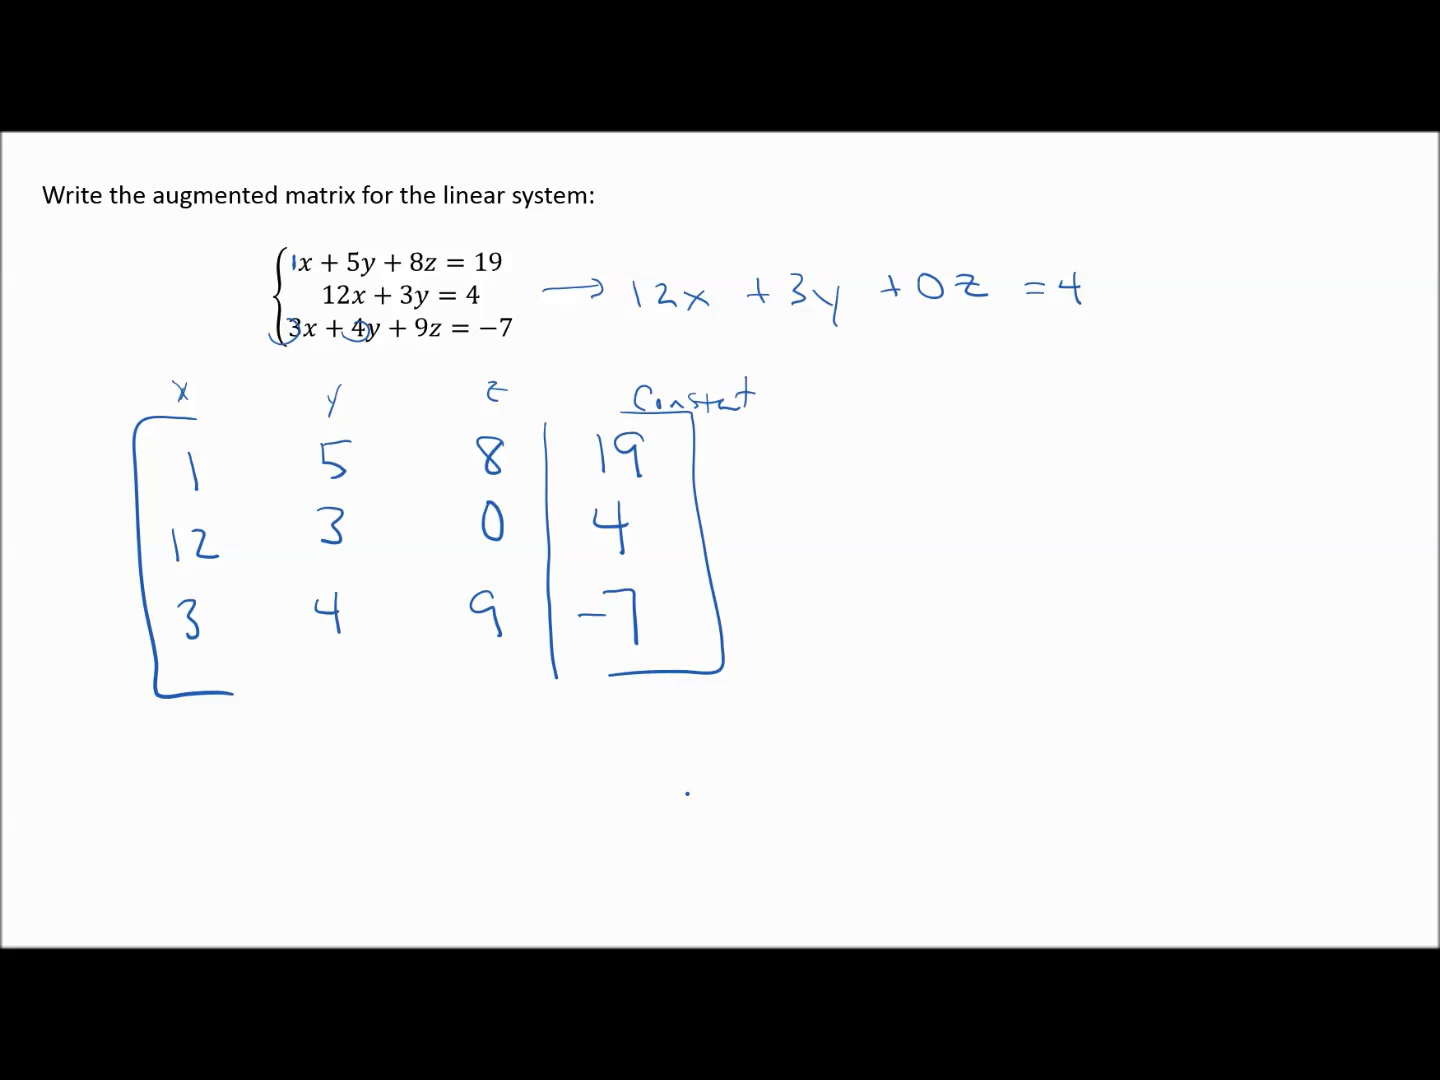 Write the augmented matrix for the linear system:
1x + 5y + 8z = 19
12x + 3y = 4 → 12x + 3y + 0z = 4
3x + 4y + 9z = −7
x y z Constant
1 5 8 | 19
12 3 0 | 4
3 4 9 | -7